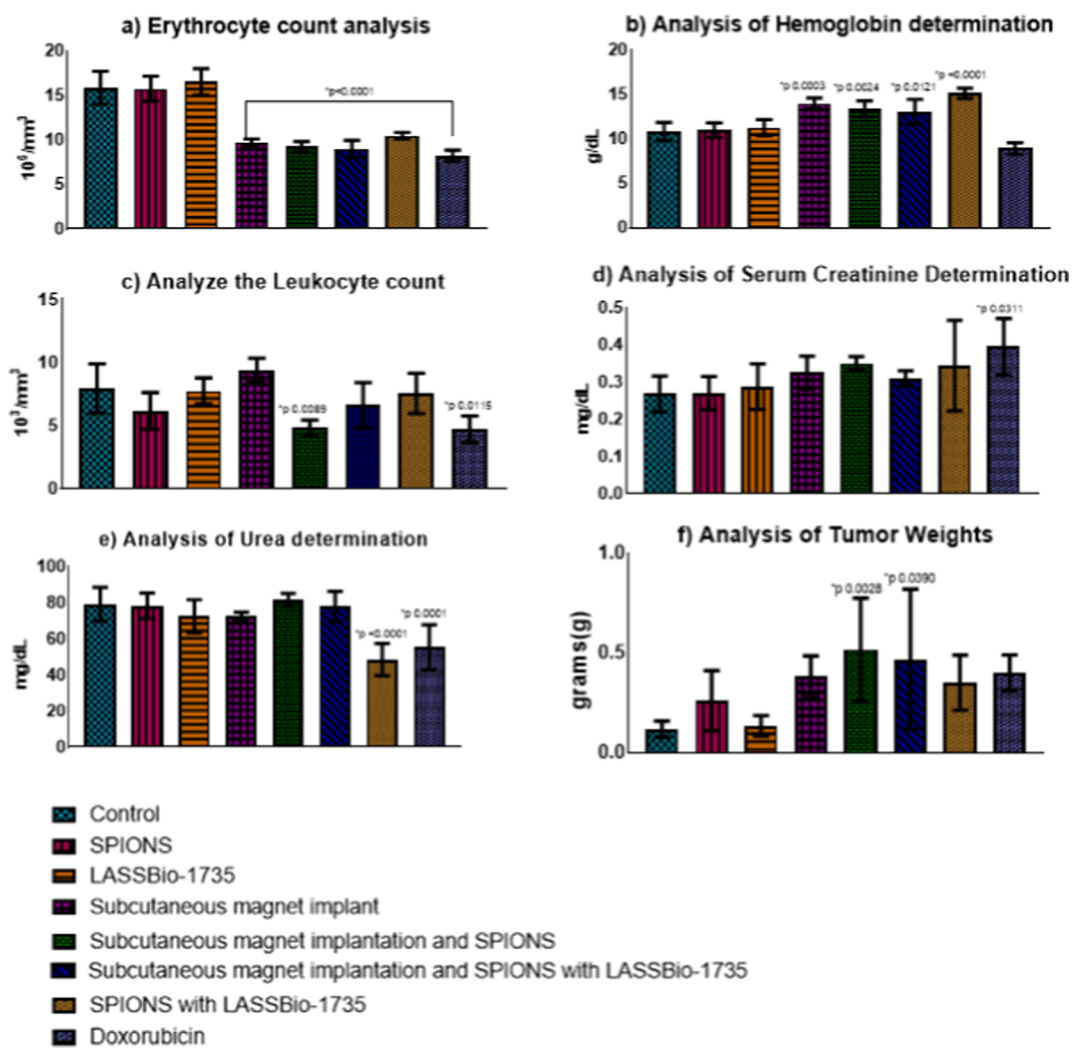 a) Erythrocyte count analysis
20
15
10
5
0
10⁶/mm³
*p<0.0001
b) Analysis of Hemoglobin determination
20
15
10
5
0
g/dL
*p 0.0003
*p 0.0024
*p 0.0121
*p <0.0001
c) Analyze the Leukocyte count
15
10
5
0
10³/mm³
*p 0.0089
*p 0.0115
d) Analysis of Serum Creatinine Determination
0.5
0.4
0.3
0.2
0.1
0.0
mg/dL
*p 0.0311
e) Analysis of Urea determination
100
80
60
40
20
0
mg/dL
*p <0.0001
*p 0.0001
f) Analysis of Tumor Weights
1.0
0.5
0.0
grams(g)
*p 0.0028
*p 0.0390
Control
SPIONS
LASSBio-1735
Subcutaneous magnet implant
Subcutaneous magnet implantation and SPIONS
Subcutaneous magnet implantation and SPIONS with LASSBio-1735
SPIONS with LASSBio-1735
Doxorubicin